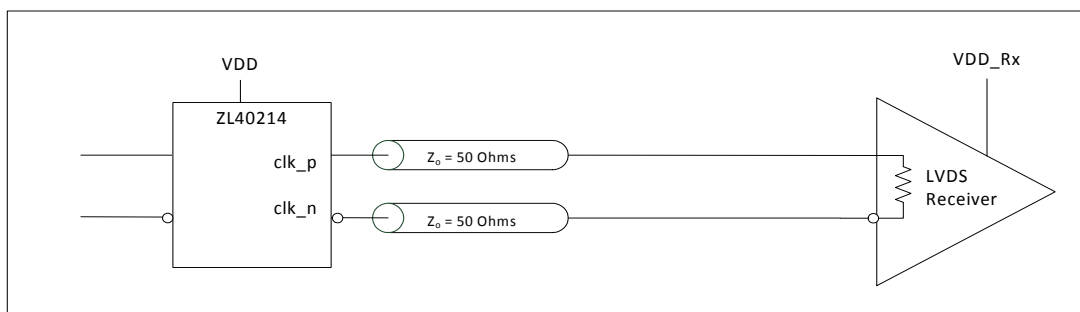 VDD
VDD_Rx
ZL40214
clk_p
Zₒ = 50 Ohms
LVDS
Receiver
clk_n
Zₒ = 50 Ohms